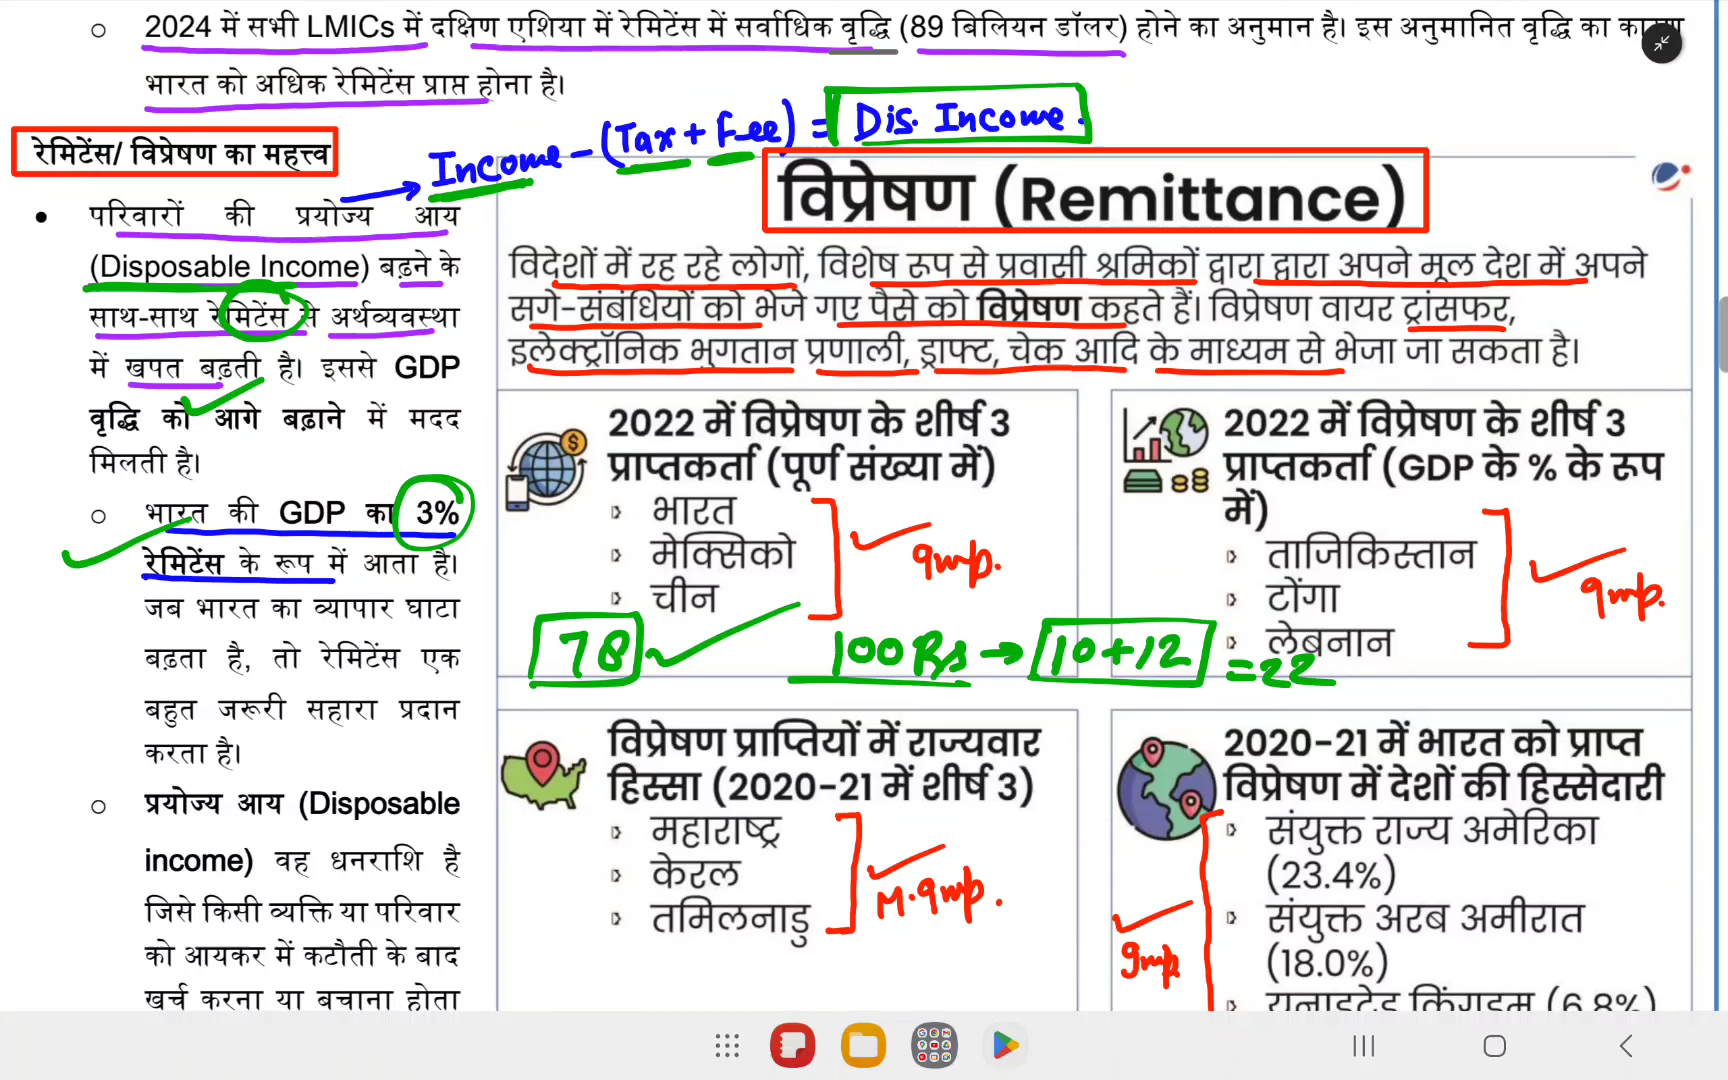 2024 में सभी LMICs में दक्षिण एशिया में रेमिटेंस में सर्वाधिक वृद्धि (89 बिलियन डॉलर) होने का अनुमान है। इस अनुमानित वृद्धि का कारण
भारत को अधिक रेमिटेंस प्राप्त होना है।
Income - (Tax + Fee) = Dis. Income.
रेमिटेंस/ विप्रेषण का महत्त्व
परिवारों की प्रयोज्य आय
(Disposable Income) बढ़ने के
साथ-साथ रेमिटेंस से अर्थव्यवस्था
में खपत बढ़ती है। इससे GDP
वृद्धि को आगे बढ़ाने में मदद
मिलती है।
भारत की GDP का 3%
रेमिटेंस के रूप में आता है।
जब भारत का व्यापार घाटा
बढ़ता है, तो रेमिटेंस एक
बहुत जरूरी सहारा प्रदान
करता है।
प्रयोज्य आय (Disposable
income) वह धनराशि है
जिसे किसी व्यक्ति या परिवार
को आयकर में कटौती के बाद
खर्च करना या बचाना होता
विप्रेषण (Remittance)
विदेशों में रह रहे लोगों, विशेष रूप से प्रवासी श्रमिकों द्वारा द्वारा अपने मूल देश में अपने
सगे-संबंधियों को भेजे गए पैसे को विप्रेषण कहते हैं। विप्रेषण वायर ट्रांसफर,
इलेक्ट्रॉनिक भुगतान प्रणाली, ड्राफ्ट, चेक आदि के माध्यम से भेजा जा सकता है।
2022 में विप्रेषण के शीर्ष 3
प्राप्तकर्ता (पूर्ण संख्या में)
भारत
मेक्सिको
चीन
Imp.
2022 में विप्रेषण के शीर्ष 3
प्राप्तकर्ता (GDP के % के रूप
में)
ताजिकिस्तान
टोंगा
लेबनान
Imp.
78 100 Rs → 10+12 = 22
विप्रेषण प्राप्तियों में राज्यवार
हिस्सा (2020-21 में शीर्ष 3)
महाराष्ट्र
केरल
तमिलनाडु
M. Imp.
2020-21 में भारत को प्राप्त
विप्रेषण में देशों की हिस्सेदारी
संयुक्त राज्य अमेरिका
(23.4%)
संयुक्त अरब अमीरात
(18.0%)
यूनाइटेड किंगडम (6.8%)
Imp